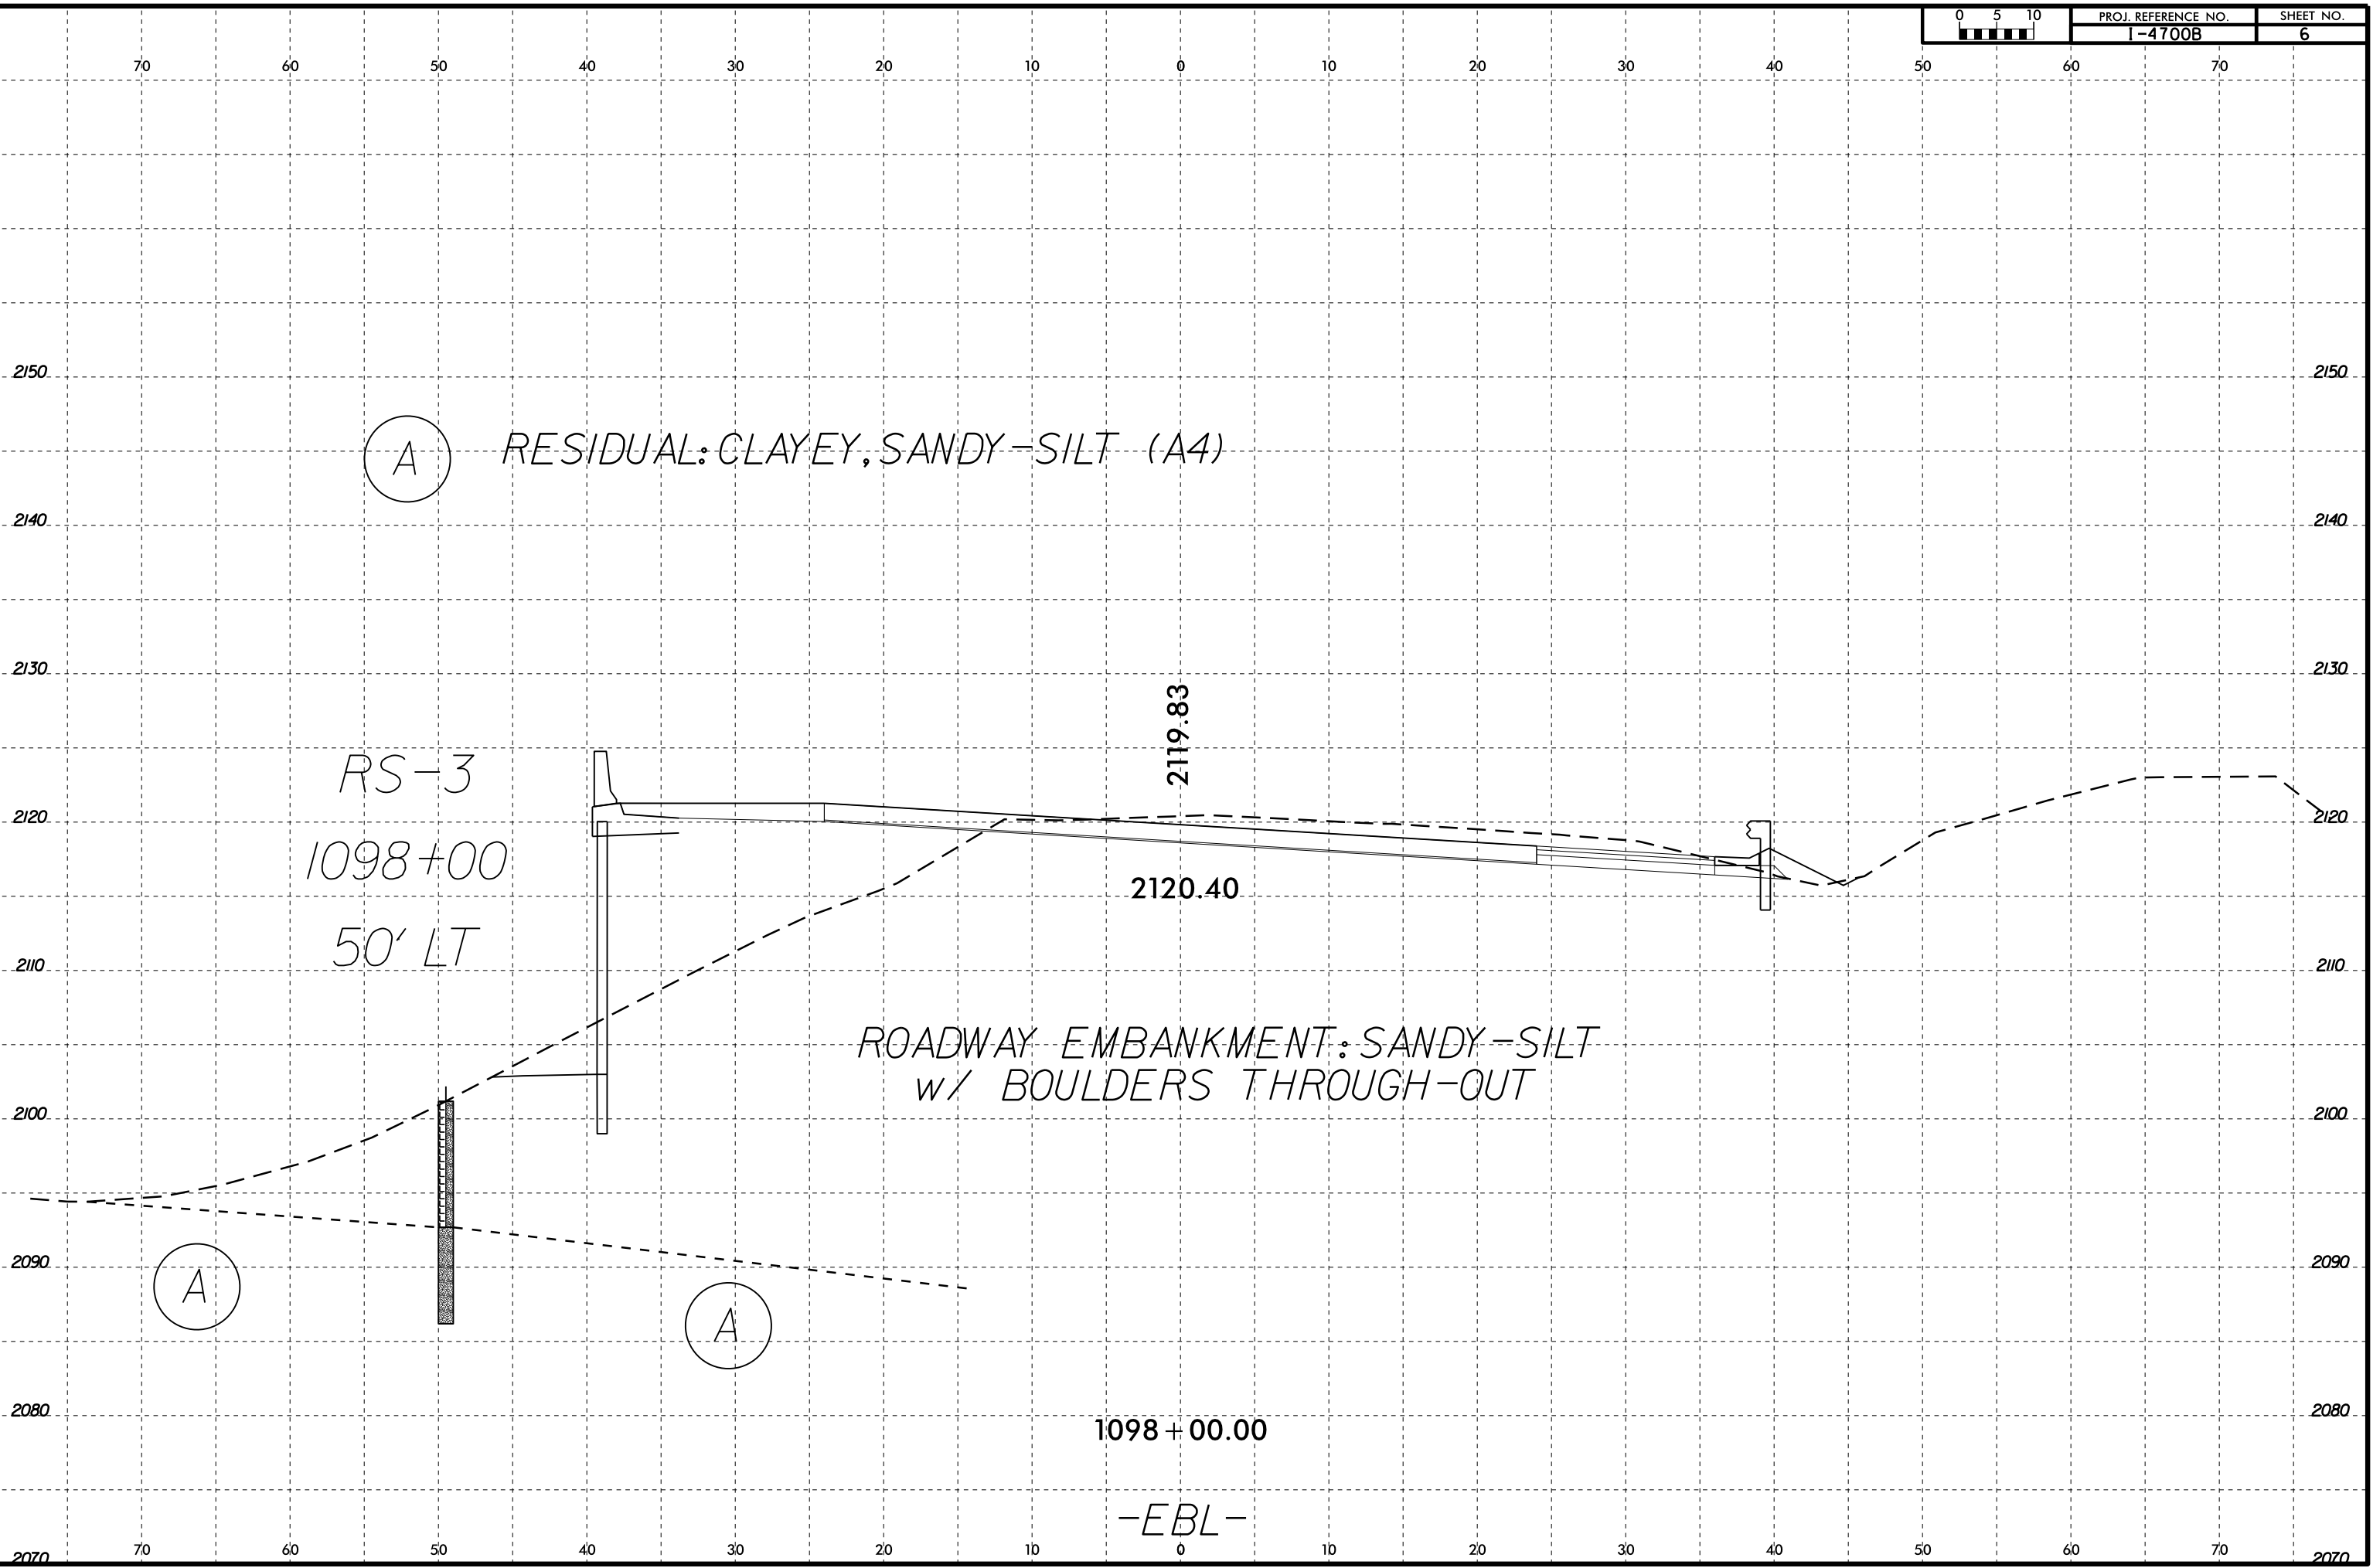 0 5 10
PROJ. REFERENCE NO.
SHEET NO.
I-4700B
6
70 60 50 40 30 20 10 0 10 20 30 40 50 60 70
2150 2150
A RESIDUAL: CLAYEY, SANDY-SILT (A4)
2140 2140
2130 2130
2119.83
RS-3
2120 2120
1098+00
2120.40
50' LT
2110 2110
ROADWAY EMBANKMENT: SANDY-SILT
w/ BOULDERS THROUGH-OUT
2100 2100
2090 2090
A
A
2080 2080
1098+00.00
-EBL-
70 60 50 40 30 20 10 0 10 20 30 40 50 60 70
2070 2070